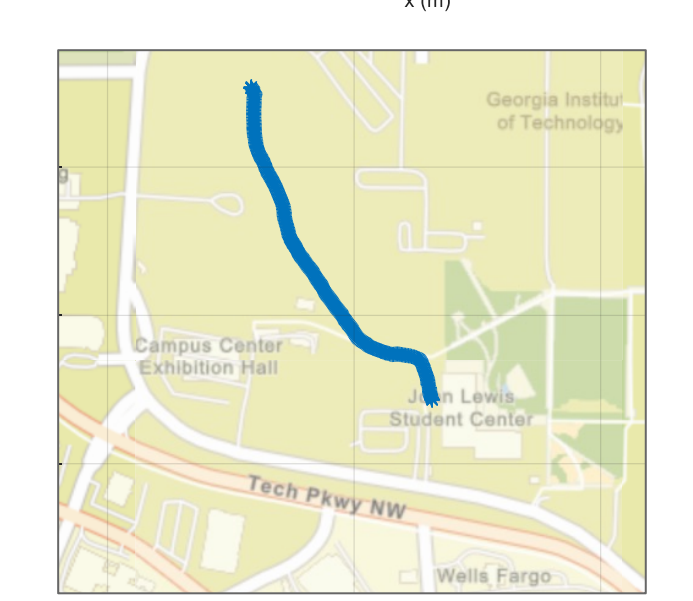 x (m)
Georgia Institut
of Technology
g
Campus Center
Exhibition Hall
Lewis
Student Center
Tech Pkwy NW
Wells Fargo